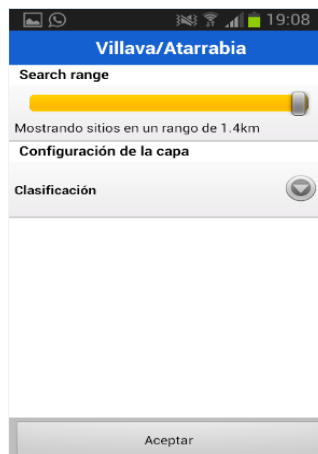 19:08
Villava/Atarrabia
Search range
Mostrando sitios en un rango de 1.4km
Configuración de la capa
Clasificación
Aceptar